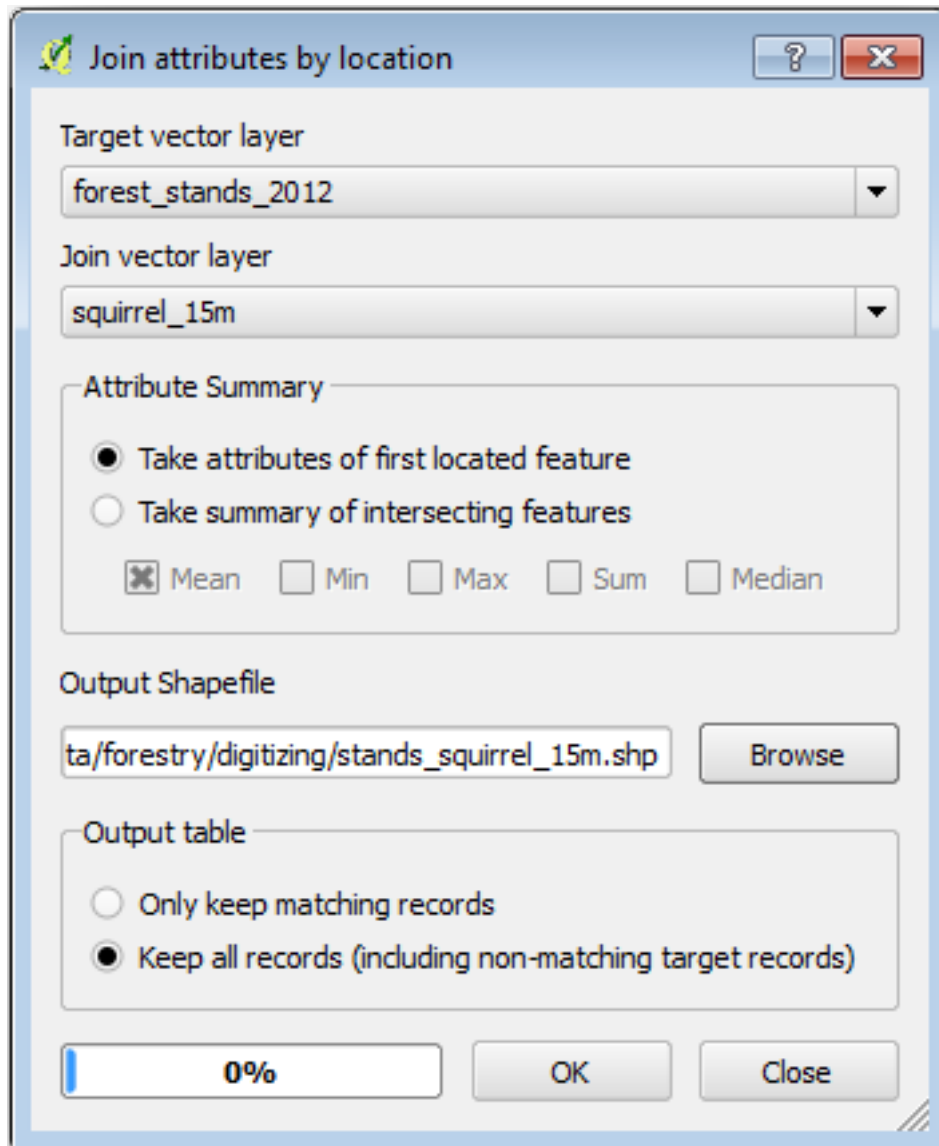 Join attributes by location
?
Target vector layer
forest_stands_2012
Join vector layer
squirrel_15m
Attribute Summary
Take attributes of first located feature
Take summary of intersecting features
Mean Min Max Sum Median
Output Shapefile
ta/forestry/digitizing/stands_squirrel_15m.shp Browse
Output table
Only keep matching records
Keep all records (including non-matching target records)
0% OK Close